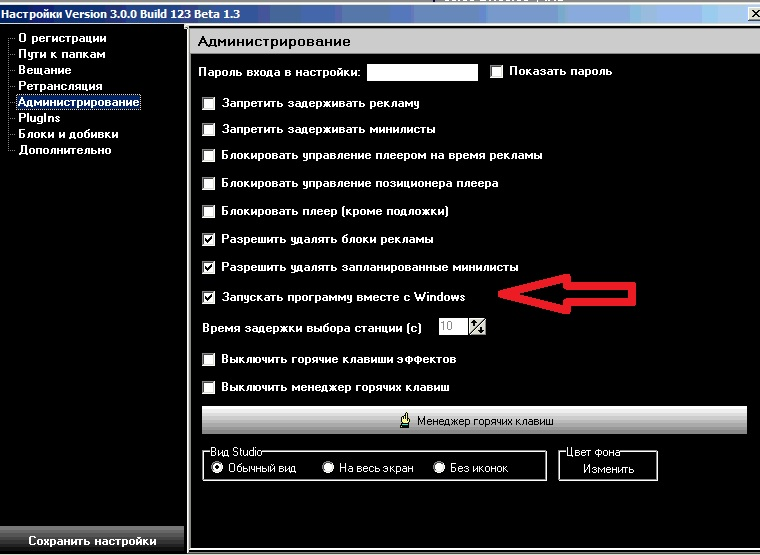 Настройки Version 3.0.0 Build 123 Beta 1.3
О регистрации
Пути к папкам
Вещание
Ретрансляция
Администрирование
PlugIns
Блоки и добивки
Дополнительно
Сохранить настройки
Администрирование
Пароль входа в настройки:
Показать пароль
Запретить задерживать рекламу
Запретить задерживать минилисты
Блокировать управление плеером на время рекламы
Блокировать управление позиционера плеера
Блокировать плеер (кроме подложки)
Разрешить удалять блоки рекламы
Разрешить удалять запланированные минилисты
Запускать программу вместе с Windows
Время задержки выбора станции (с) 10
Выключить горячие клавиши эффектов
Выключить менеджер горячих клавиш
Менеджер горячих клавиш
Вид Studio
Обычный вид На весь экран Без иконок
Цвет фона
Изменить